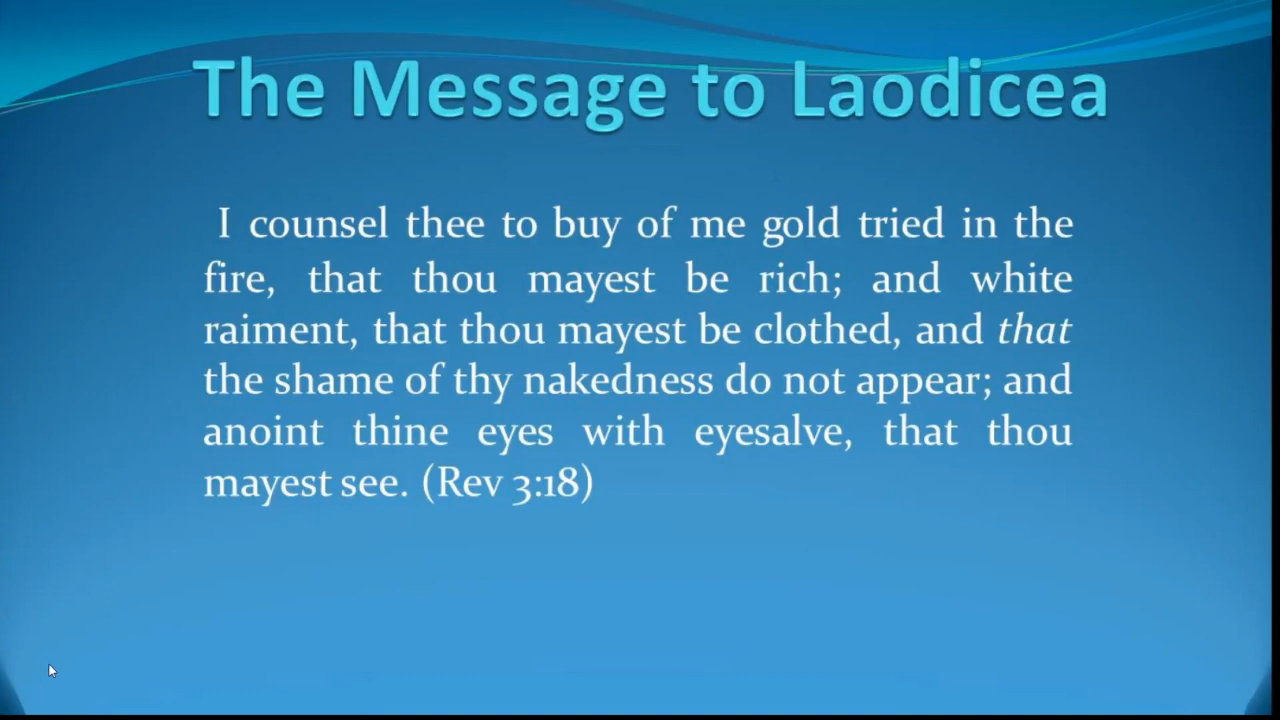 The Message to Laodicea
I counsel thee to buy of me gold tried in the
fire, that thou mayest be rich; and white
raiment, that thou mayest be clothed, and that
the shame of thy nakedness do not appear; and
anoint thine eyes with eyesalve, that thou
mayest see. (Rev 3:18)